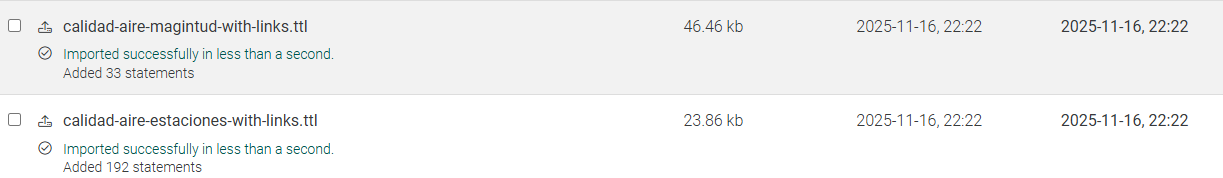 calidad-aire-magintud-with-links.ttl 46.46 kb 2025-11-16, 22:22 2025-11-16, 22:22
Imported successfully in less than a second.
Added 33 statements
calidad-aire-estaciones-with-links.ttl 23.86 kb 2025-11-16, 22:22 2025-11-16, 22:22
Imported successfully in less than a second.
Added 192 statements